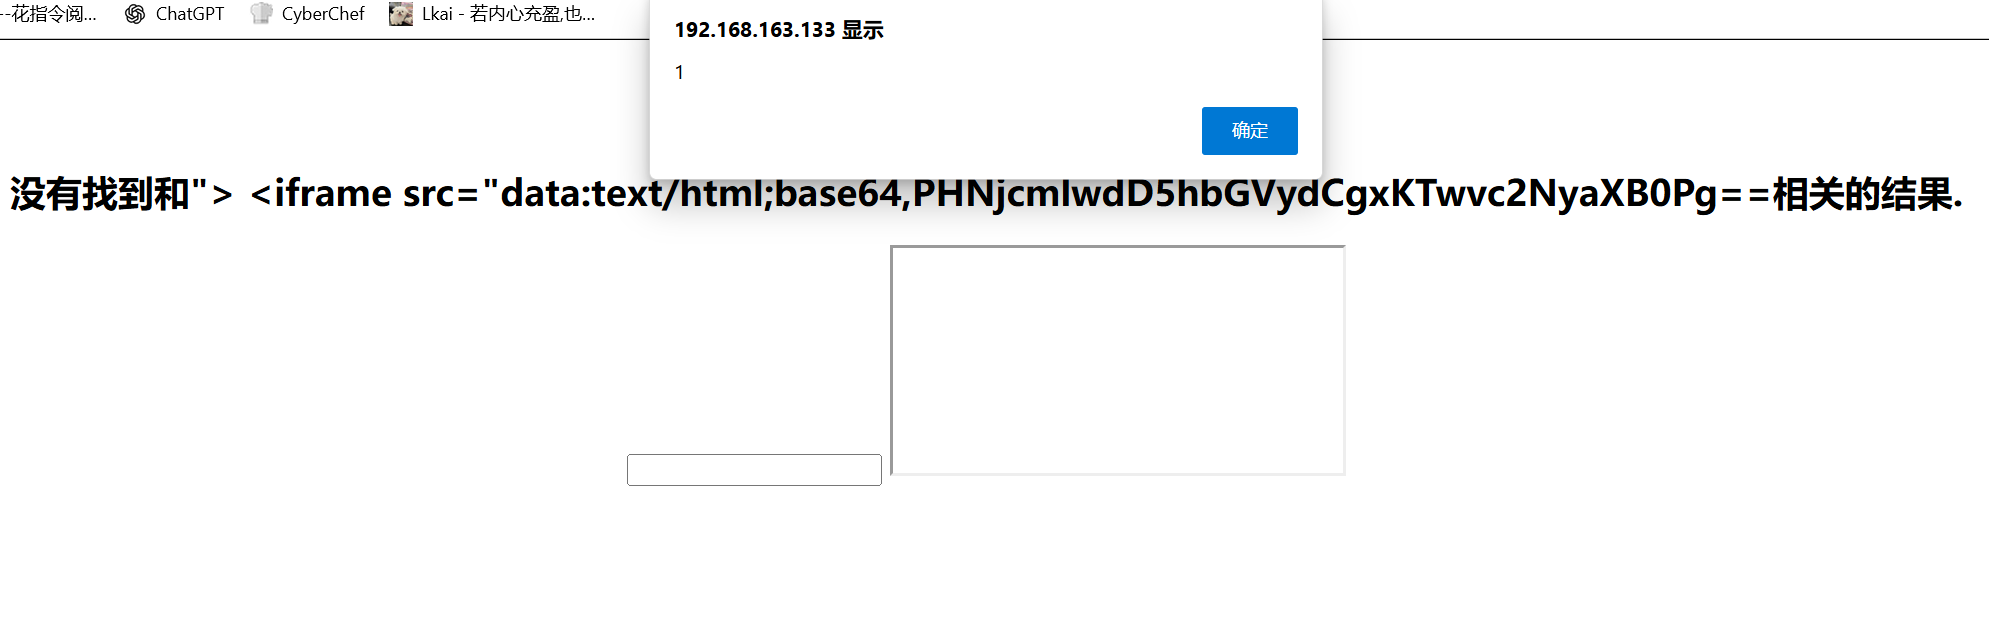 --花指令阅... ChatGPT CyberChef Lkai - 若内心充盈,也...
192.168.163.133 显示
1
确定
没有找到和"> <iframe src="data:text/html;base64,PHNjcmlwdD5hbGVydCgxKTwvc2NyaXB0Pg==相关的结果.